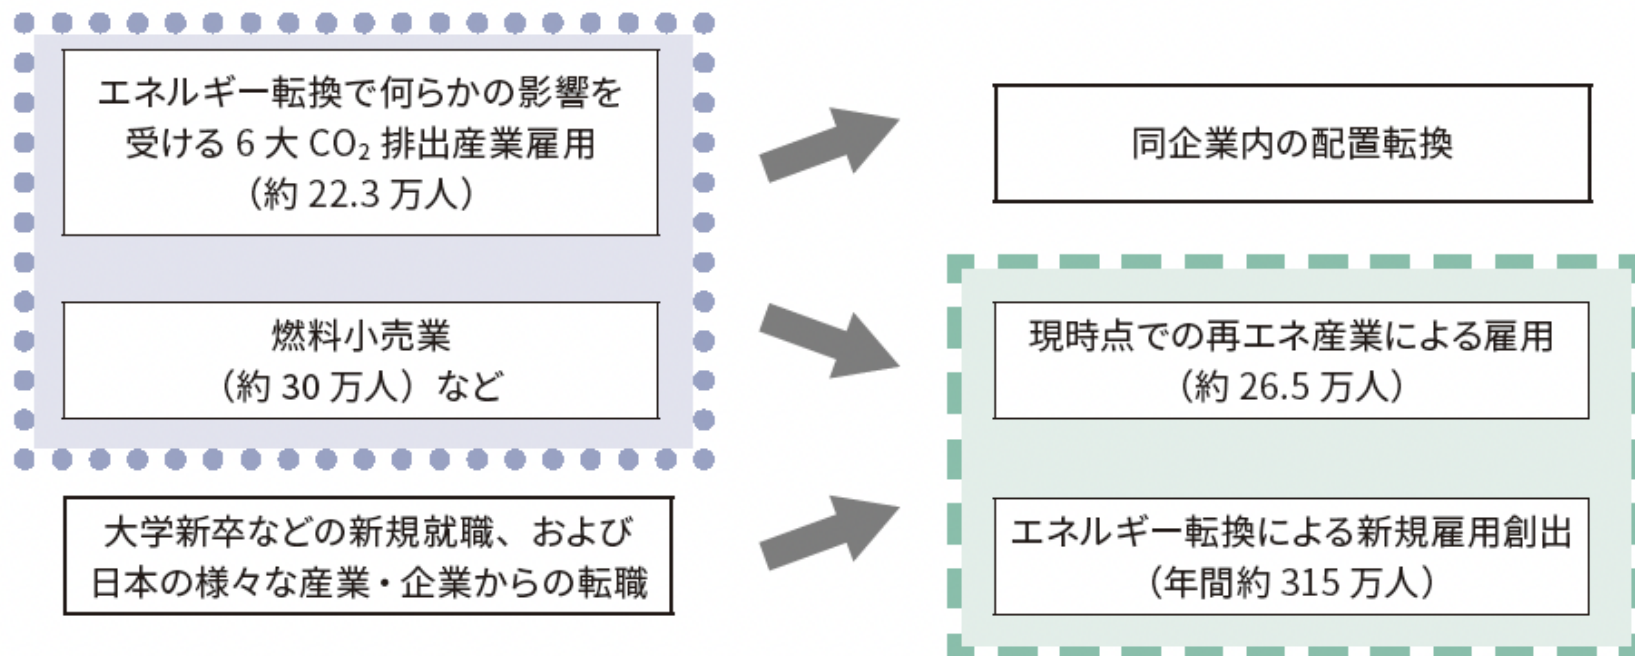 エネルギー転換で何らかの影響を
受ける 6 大 CO₂ 排出産業雇用
（約 22.3 万人）
燃料小売業
（約 30 万人）など
大学新卒などの新規就職、および
日本の様々な産業・企業からの転職
同企業内の配置転換
現時点での再エネ産業による雇用
（約 26.5 万人）
エネルギー転換による新規雇用創出
（年間約 315 万人）